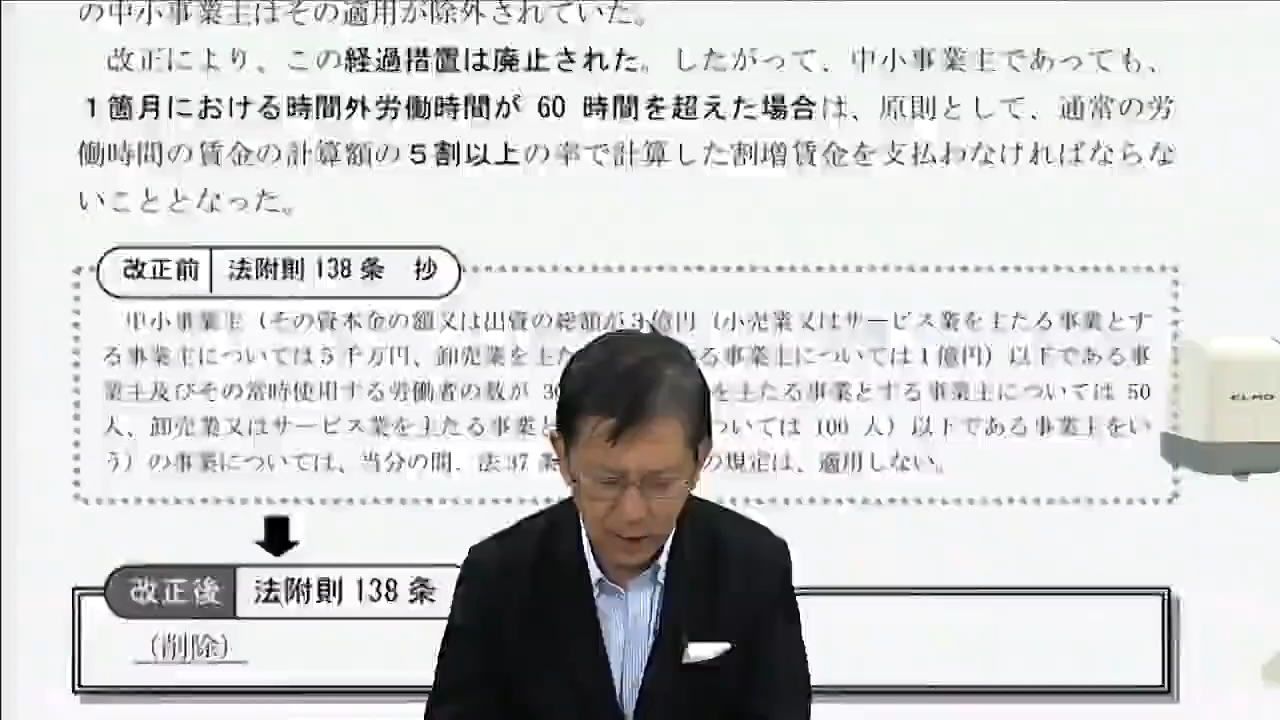 の中小事業主はその適用が除外されていた。
改正により、この経過措置は廃止された。したがって、中小事業主であっても、
1箇月における時間外労働時間が 60 時間を超えた場合は、原則として、通常の労
働時間の賃金の計算額の5割以上の率で計算した割増賃金を支払わなければならな
いこととなった。
改正前 法附則 138 条 抄
中小事業主（その資本金の額又は出資の総額が3億円（小売業又はサービス業を主たる事業とす
る事業主については5千万円、卸売業を主た る事業主については1億円）以下である事
業主及びその常時使用する労働者の数が 30 を主たる事業とする事業主については 50
人、卸売業又はサービス業を主たる事業と ついては 100 人）以下である事業主をい
う）の事業については、当分の間、法37 条 の規定は、適用しない。
ELMO
改正後 法附則 138 条
（削除）